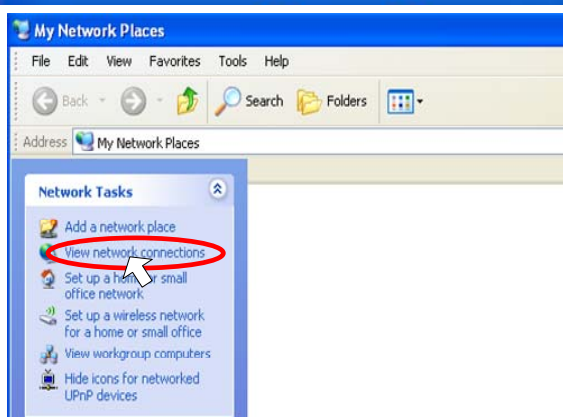 My Network Places
File Edit View Favorites Tools Help
Back Search Folders
Address My Network Places
Network Tasks
Add a network place
View network connections
Set up a home or small
office network
Set up a wireless network
for a home or small office
View workgroup computers
Hide icons for networked
UPnP devices